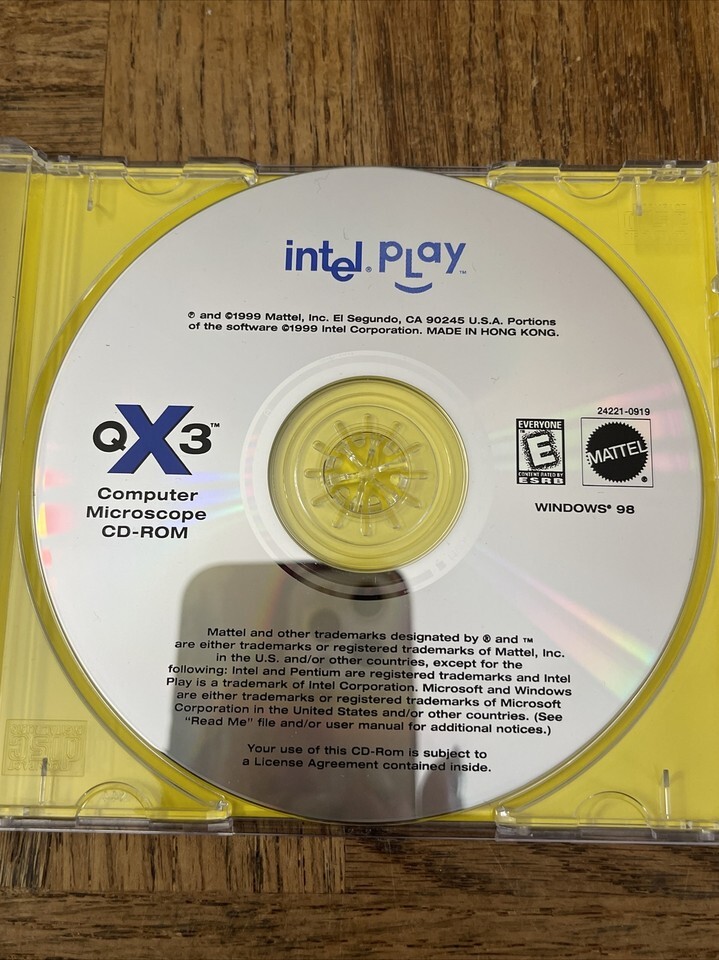 intel® play™
℗ and ©1999 Mattel, Inc. El Segundo, CA 90245 U.S.A. Portions
of the software ©1999 Intel Corporation. MADE IN HONG KONG.
QX3™
Computer
Microscope
CD-ROM
24221-0919
EVERYONE
E
CONTENT RATED BY
ESRB
MATTEL®
WINDOWS® 98
Mattel and other trademarks designated by ® and ™
are either trademarks or registered trademarks of Mattel, Inc.
in the U.S. and/or other countries, except for the
following: Intel and Pentium are registered trademarks and Intel
Play is a trademark of Intel Corporation. Microsoft and Windows
are either trademarks or registered trademarks of Microsoft
Corporation in the United States and/or other countries. (See
"Read Me" file and/or user manual for additional notices.)
Your use of this CD-Rom is subject to
a License Agreement contained inside.